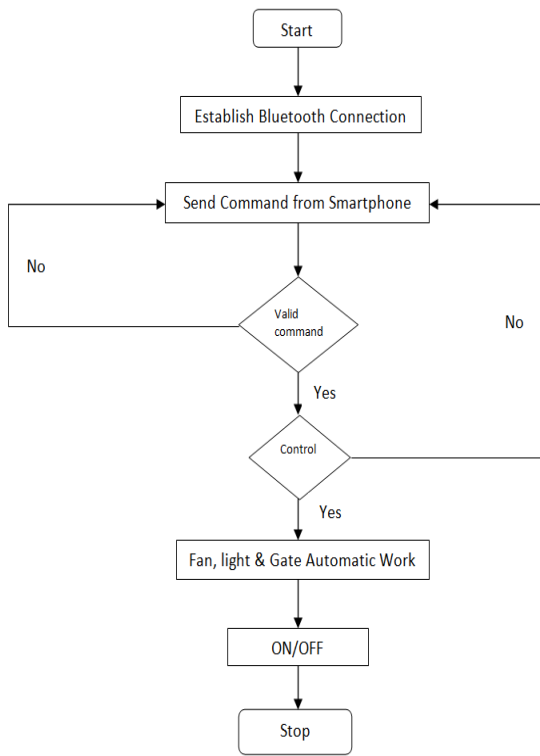 Start
Establish Bluetooth Connection
Send Command from Smartphone
No
Valid
command
No
Yes
Control
Yes
Fan, light & Gate Automatic Work
ON/OFF
Stop